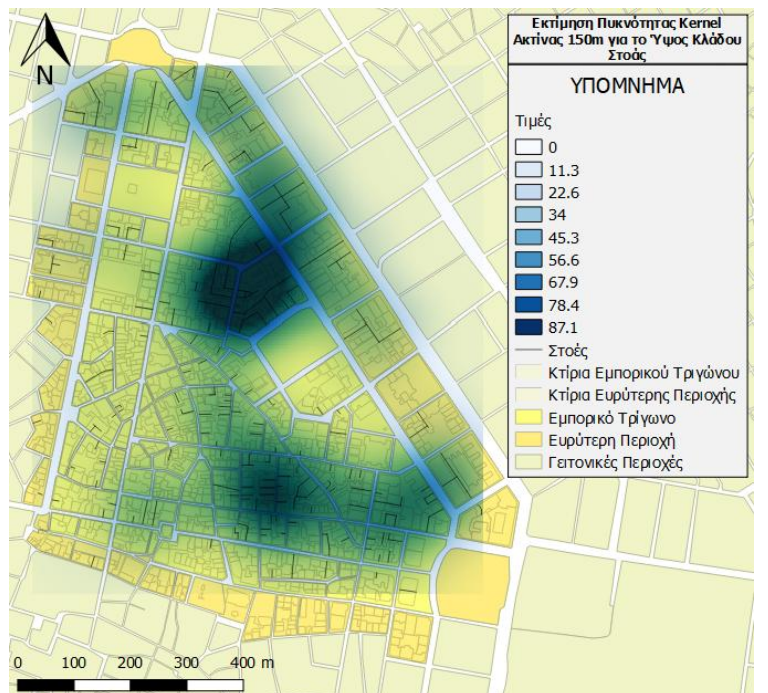 Εκτίμηση Πυκνότητας Kernel
Ακτίνας 150m για το Ύψος Κλάδου
Στοάς
ΥΠΟΜΝΗΜΑ
Τιμές
0
11.3
22.6
34
45.3
56.6
67.9
78.4
87.1
Στοές
Κτίρια Εμπορικού Τριγώνου
Κτίρια Ευρύτερης Περιοχής
Εμπορικό Τρίγωνο
Ευρύτερη Περιοχή
Γειτονικές Περιοχές
N
0 100 200 300 400 m